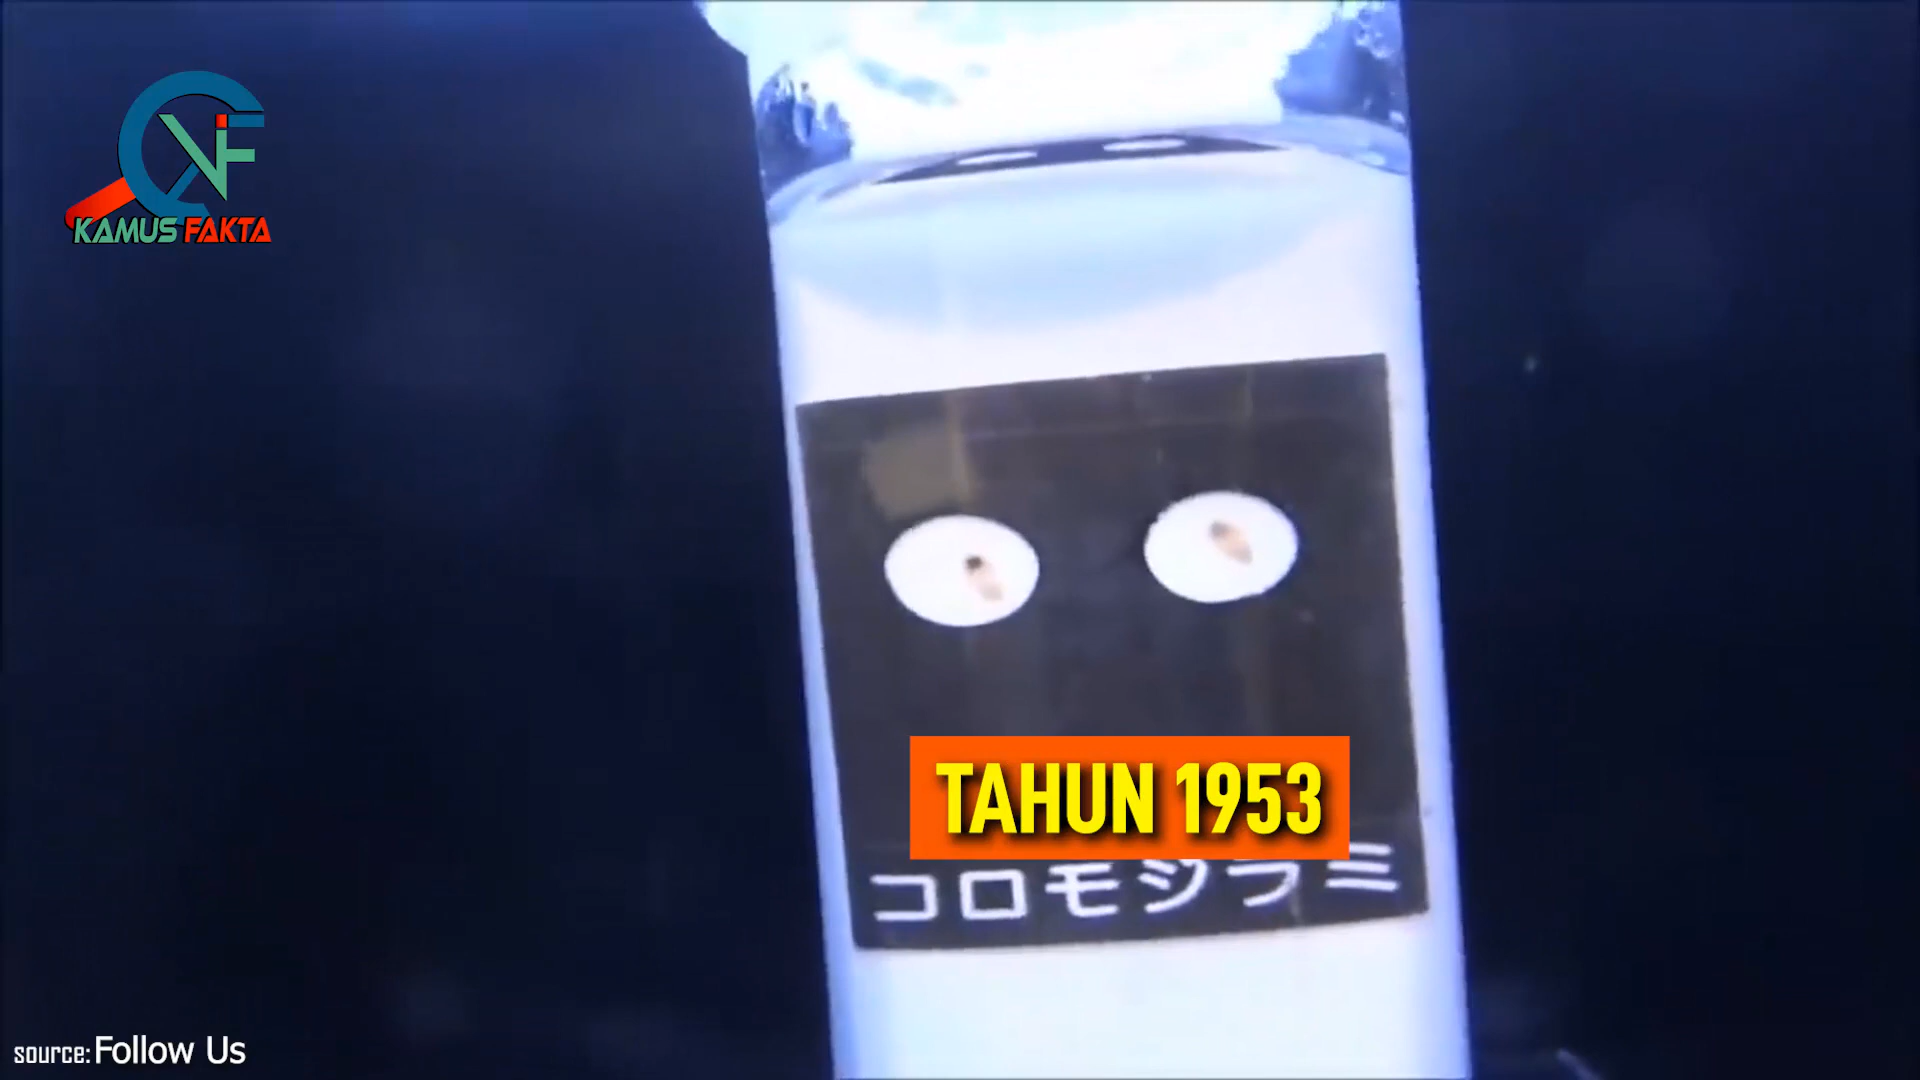 KAMUS FAKTA
TAHUN 1953
コロモジラミ
source: Follow Us